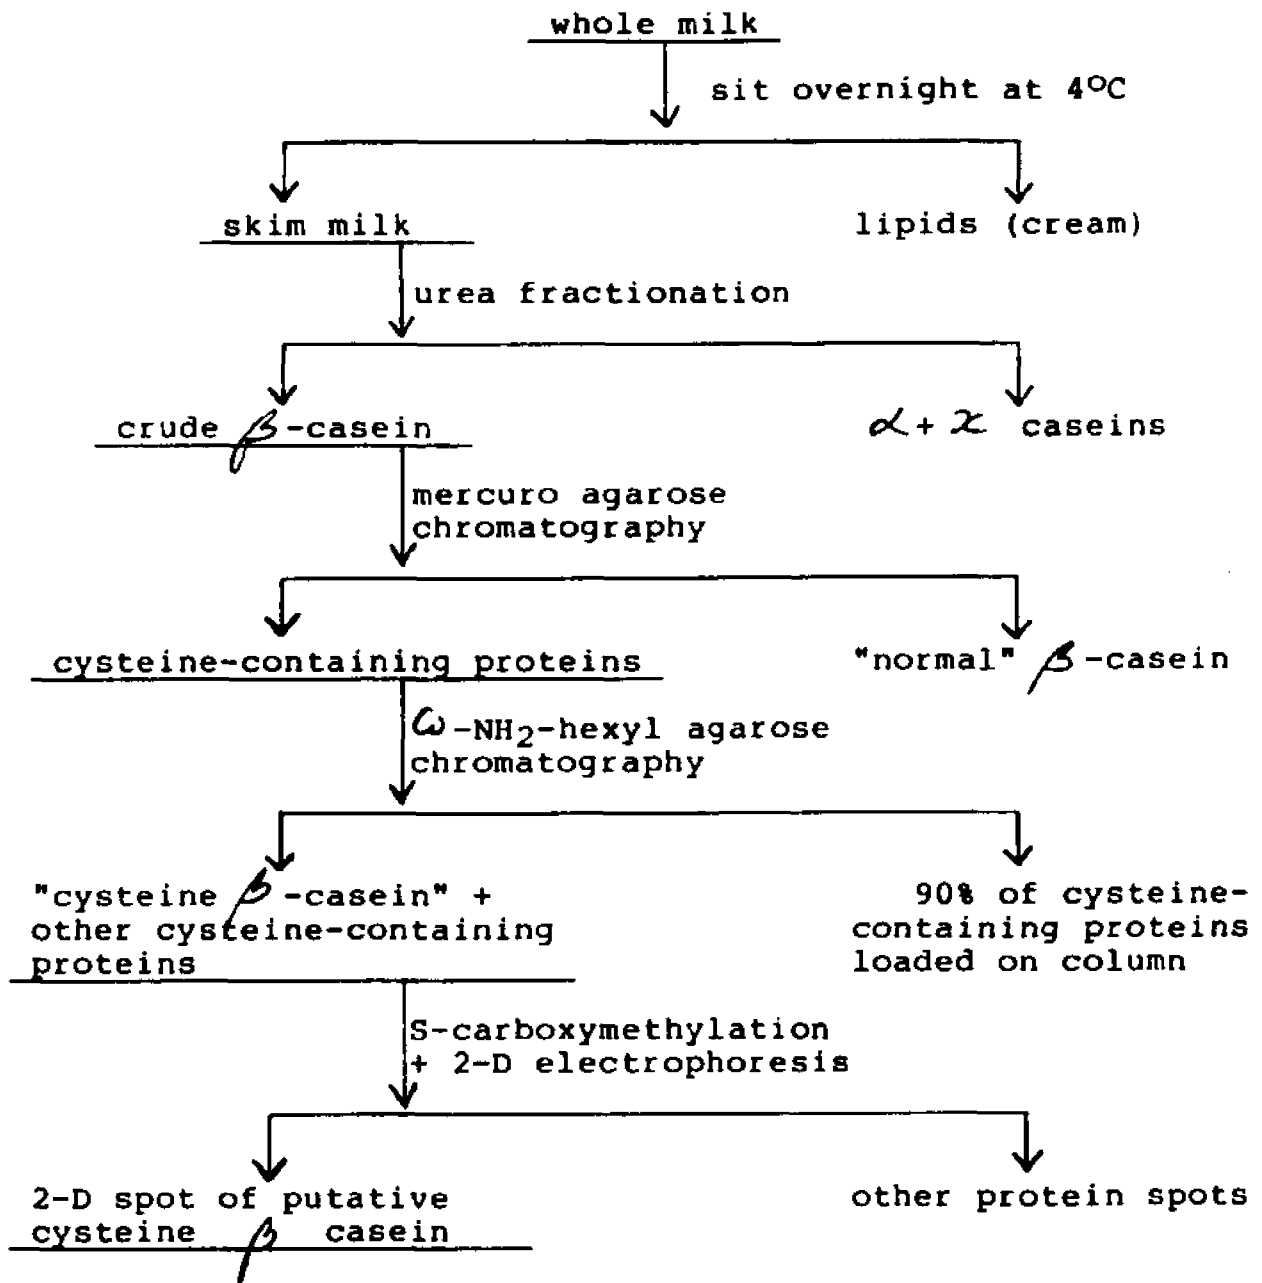 whole milk
sit overnight at 4°C
skim milk
lipids (cream)
urea fractionation
crude β-casein
α + ϰ caseins
mercuro agarose
chromatography
cysteine-containing proteins
"normal" β-casein
ω-NH2-hexyl agarose
chromatography
"cysteine β-casein" +
other cysteine-containing
proteins
90% of cysteine-
containing proteins
loaded on column
S-carboxymethylation
+ 2-D electrophoresis
2-D spot of putative
cysteine β casein
other protein spots